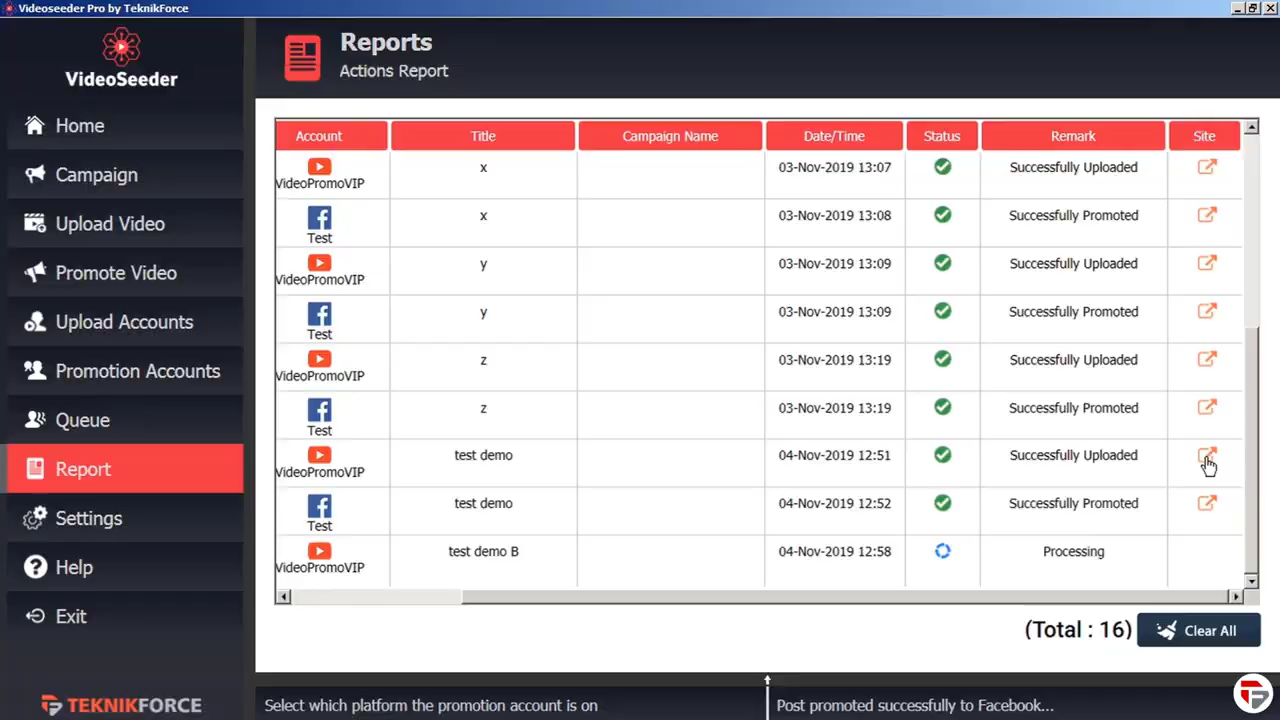 Videoseeder Pro by TeknikForce
VideoSeeder
Home
Campaign
Upload Video
Promote Video
Upload Accounts
Promotion Accounts
Queue
Report
Settings
Help
Exit
TEKNIKFORCE
Reports
Actions Report
Account Title Campaign Name Date/Time Status Remark Site
VideoPromoVIP x 03-Nov-2019 13:07 Successfully Uploaded
Test x 03-Nov-2019 13:08 Successfully Promoted
VideoPromoVIP y 03-Nov-2019 13:09 Successfully Uploaded
Test y 03-Nov-2019 13:09 Successfully Promoted
VideoPromoVIP z 03-Nov-2019 13:19 Successfully Uploaded
Test z 03-Nov-2019 13:19 Successfully Promoted
VideoPromoVIP test demo 04-Nov-2019 12:51 Successfully Uploaded
Test test demo 04-Nov-2019 12:52 Successfully Promoted
VideoPromoVIP test demo B 04-Nov-2019 12:58 Processing
(Total : 16) Clear All
Select which platform the promotion account is on
Post promoted successfully to Facebook...